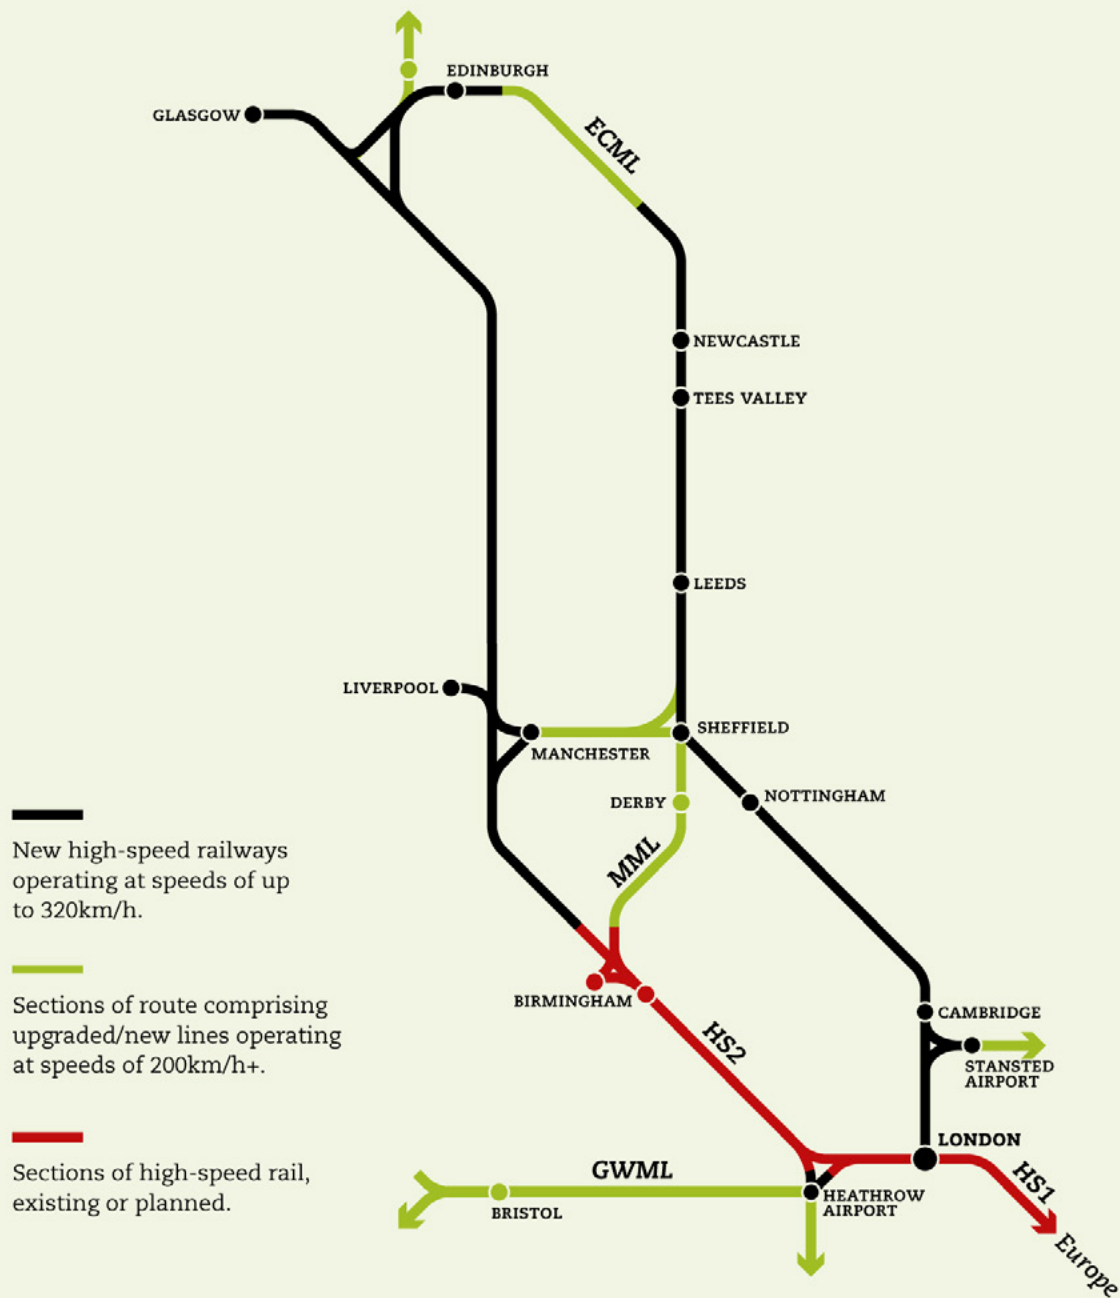 EDINBURGH
GLASGOW
ECML
NEWCASTLE
TEES VALLEY
LEEDS
LIVERPOOL
SHEFFIELD
MANCHESTER
DERBY
NOTTINGHAM
MML
New high-speed railways
operating at speeds of up
to 320km/h.
Sections of route comprising
upgraded/new lines operating
at speeds of 200km/h+.
Sections of high-speed rail,
existing or planned.
BIRMINGHAM
HS2
CAMBRIDGE
STANSTED
AIRPORT
LONDON
GWML
HS1
HEATHROW
AIRPORT
BRISTOL
Europe